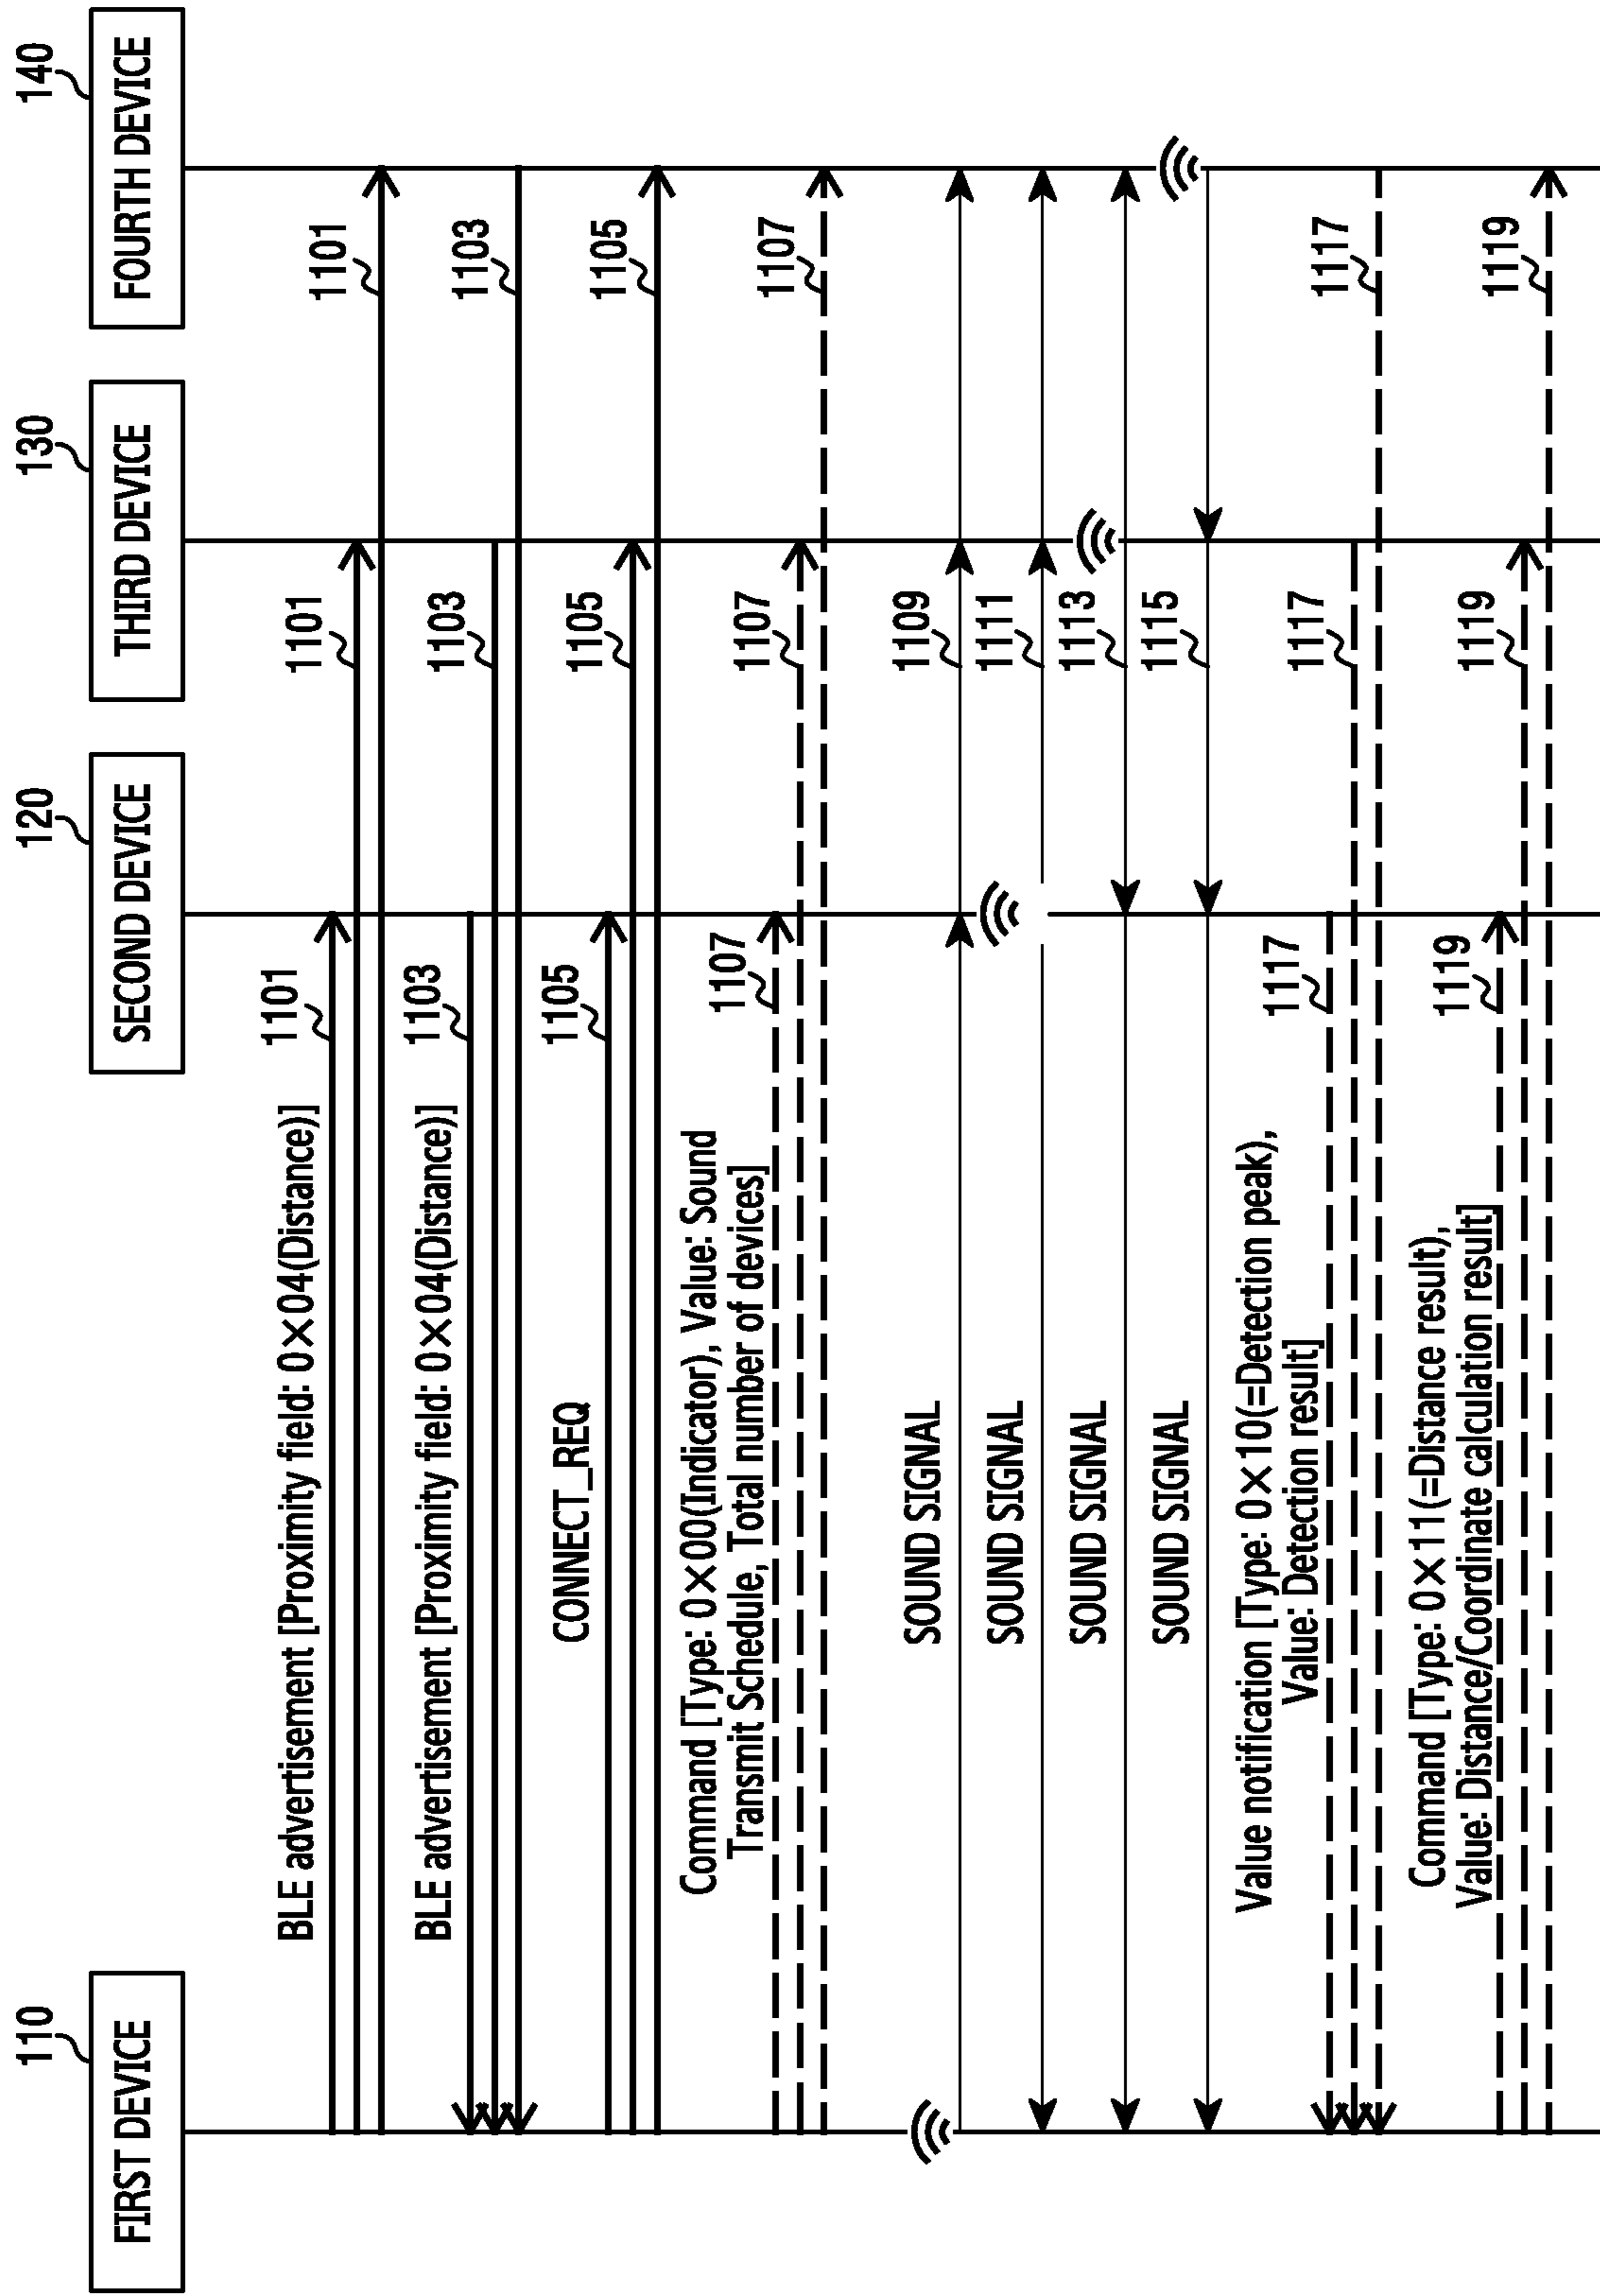 110
120
130
140
FIRST DEVICE
SECOND DEVICE
THIRD DEVICE
FOURTH DEVICE
BLE advertisement [Proximity field: 0×04(Distance)]
1101
1101
1101
BLE advertisement [Proximity field: 0×04(Distance)]
1103
1103
1103
CONNECT_REQ
1105
1105
1105
Command [Type: 0×00(Indicator), Value: Sound
Transmit Schedule, Total number of devices]
1107
1107
1107
SOUND SIGNAL
1109
SOUND SIGNAL
1111
SOUND SIGNAL
1113
SOUND SIGNAL
1115
Value notification [Type: 0×10(=Detection peak),
Value: Detection result]
1117
1117
1117
Command [Type: 0×11(=Distance result),
Value: Distance/Coordinate calculation result]
1119
1119
1119